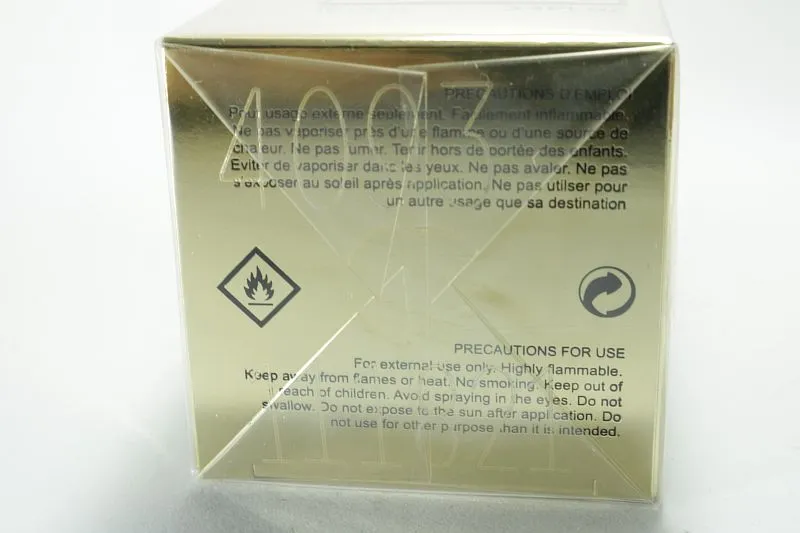 PRECAUTIONS D'EMPLOI
Pour usage externe seulement. Facilement inflammable.
Ne pas vaporiser près d'une flamme ou d'une source de
chaleur. Ne pas fumer. Tenir hors de portée des enfants.
Eviter de vaporiser dans les yeux. Ne pas avaler. Ne pas
s'exposer au soleil après application. Ne pas utilser pour
un autre usage que sa destination
PRECAUTIONS FOR USE
For external use only. Highly flammable.
Keep away from flames or heat. No smoking. Keep out of
reach of children. Avoid spraying in the eyes. Do not
swallow. Do not expose to the sun after application. Do
not use for other purpose than it is intended.